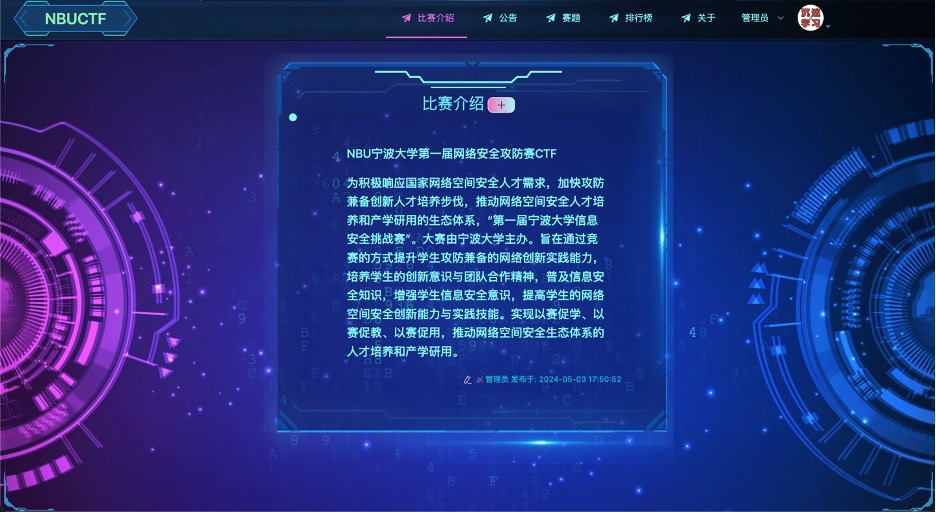 NBUCTF
比赛介绍
公告
赛题
排行榜
关于
管理员
沉迷
学习
比赛介绍 +
NBU宁波大学第一届网络安全攻防赛CTF
为积极响应国家网络空间安全人才需求，加快攻防
兼备创新人才培养步伐，推动网络空间安全人才培
养和产学研用的生态体系，“第一届宁波大学信息
安全挑战赛”。大赛由宁波大学主办。旨在通过竞
赛的方式提升学生攻防兼备的网络创新实践能力，
培养学生的创新意识与团队合作精神，普及信息安
全知识，增强学生信息安全意识，提高学生的网络
空间安全创新能力与实践技能。实现以赛促学、以
赛促教、以赛促用，推动网络空间安全生态体系的
人才培养和产学研用。
管理员 发布于: 2024-05-03 17:50:52